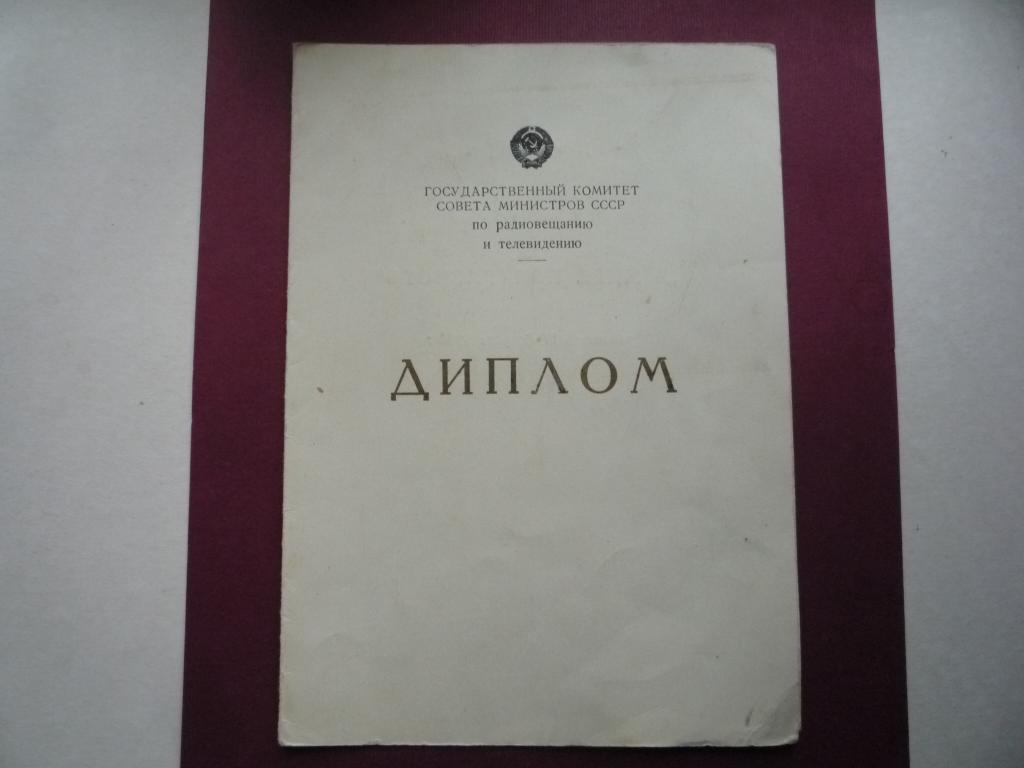 ГОСУДАРСТВЕННЫЙ КОМИТЕТ
СОВЕТА МИНИСТРОВ СССР
по радиовещанию
и телевидению
ДИПЛОМ